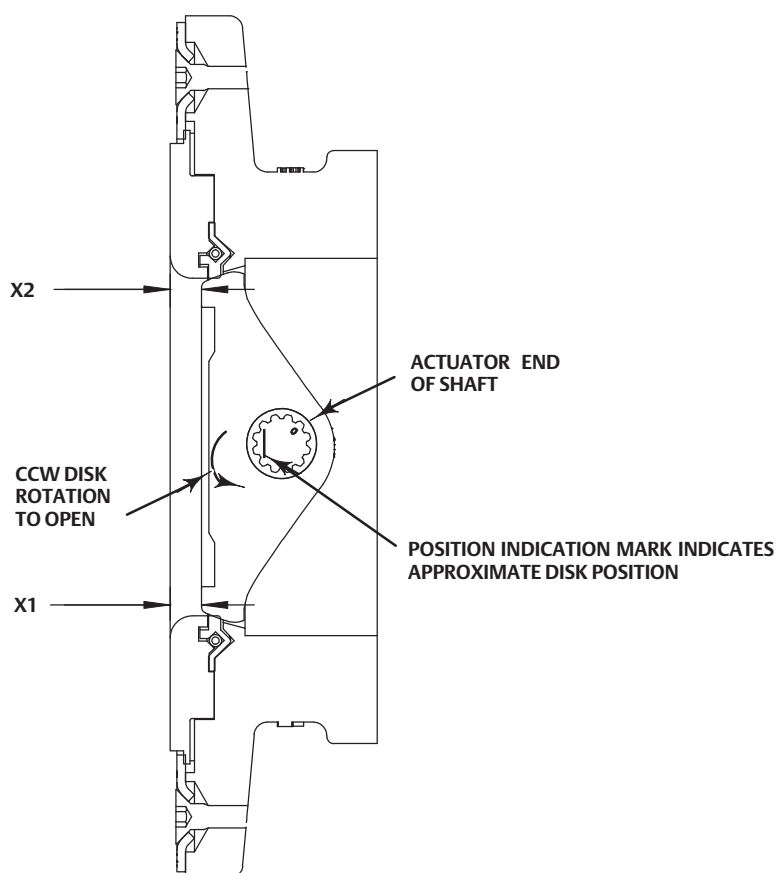 X2
ACTUATOR END
OF SHAFT
CCW DISK
ROTATION
TO OPEN
POSITION INDICATION MARK INDICATES
APPROXIMATE DISK POSITION
X1